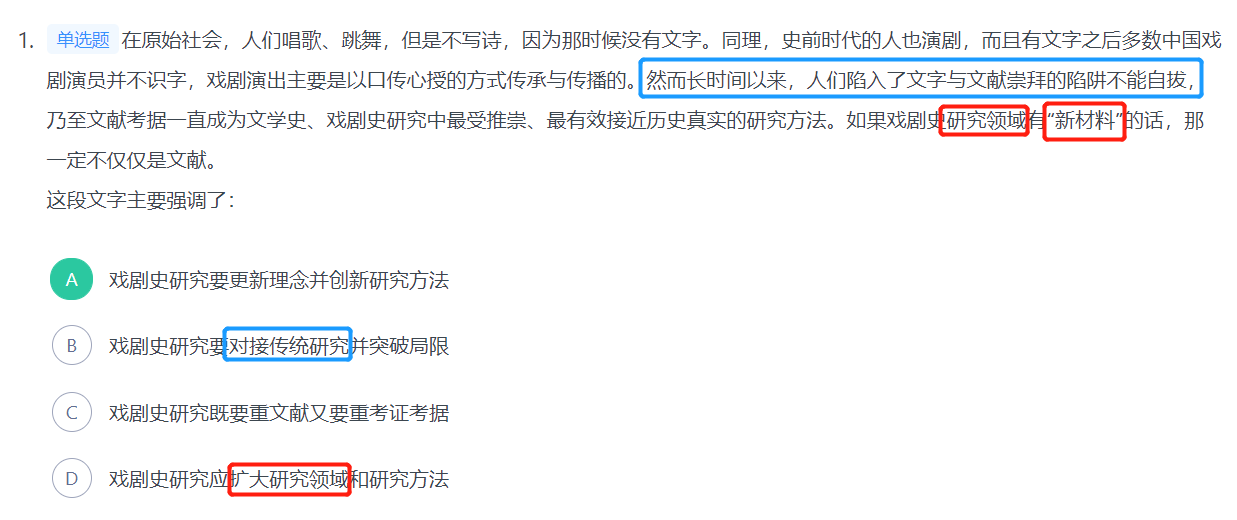 1. 单选题 在原始社会，人们唱歌、跳舞，但是不写诗，因为那时候没有文字。同理，史前时代的人也演剧，而且有文字之后多数中国戏
剧演员并不识字，戏剧演出主要是以口传心授的方式传承与传播的。然而长时间以来，人们陷入了文字与文献崇拜的陷阱不能自拔，
乃至文献考据一直成为文学史、戏剧史研究中最受推崇、最有效接近历史真实的研究方法。如果戏剧史研究领域有“新材料”的话，那
一定不仅仅是文献。
这段文字主要强调了：
A 戏剧史研究要更新理念并创新研究方法
B 戏剧史研究要对接传统研究并突破局限
C 戏剧史研究既要重文献又要重考证考据
D 戏剧史研究应扩大研究领域和研究方法